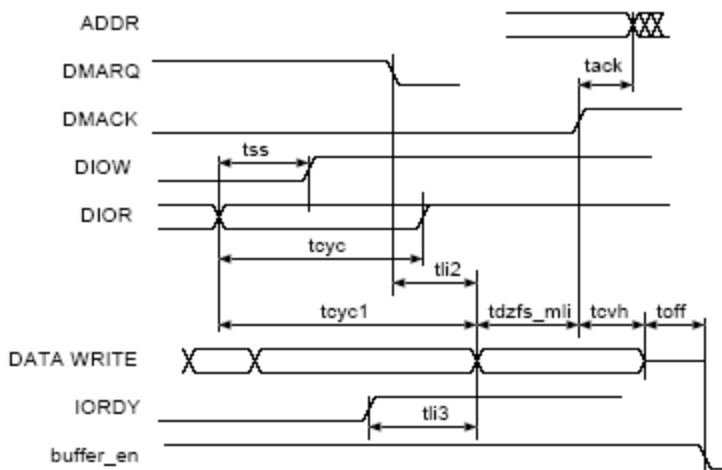 ADDR
DMARQ
tack
DMACK
tss
DIOW
DIOR
tcyc
tli2
tcyc1
tdzfs_mli
tcvh
toff
DATA WRITE
IORDY
tli3
buffer_en